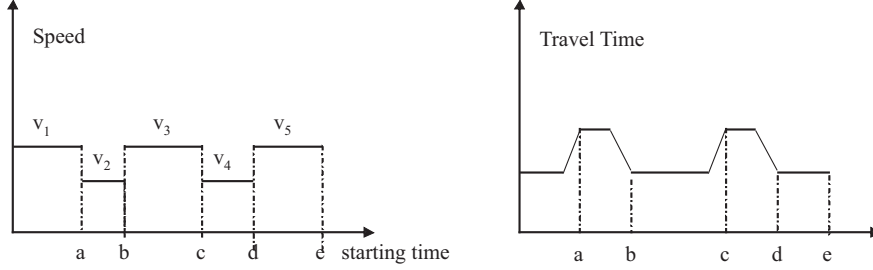 Speed
v1
v2
v3
v4
v5
a b c d e starting time
Travel Time
a b c d e